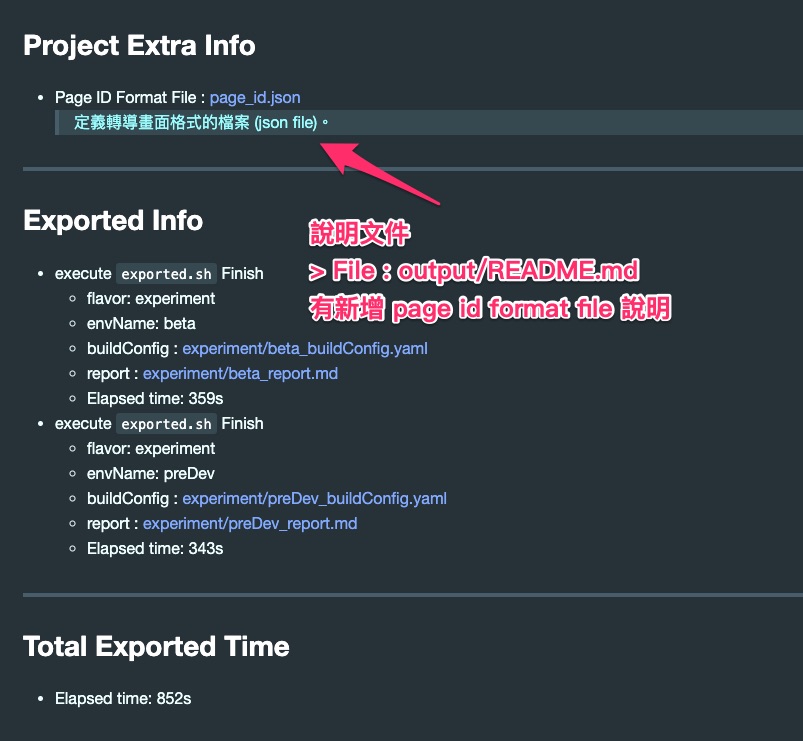 Project Extra Info
Page ID Format File : page_id.json
定義轉導畫面格式的檔案 (json file)。
Exported Info
說明文件
> File : output/README.md
有新增 page id format file 說明
execute exported.sh Finish
flavor: experiment
envName: beta
buildConfig : experiment/beta_buildConfig.yaml
report : experiment/beta_report.md
Elapsed time: 359s
execute exported.sh Finish
flavor: experiment
envName: preDev
buildConfig : experiment/preDev_buildConfig.yaml
report : experiment/preDev_report.md
Elapsed time: 343s
Total Exported Time
Elapsed time: 852s